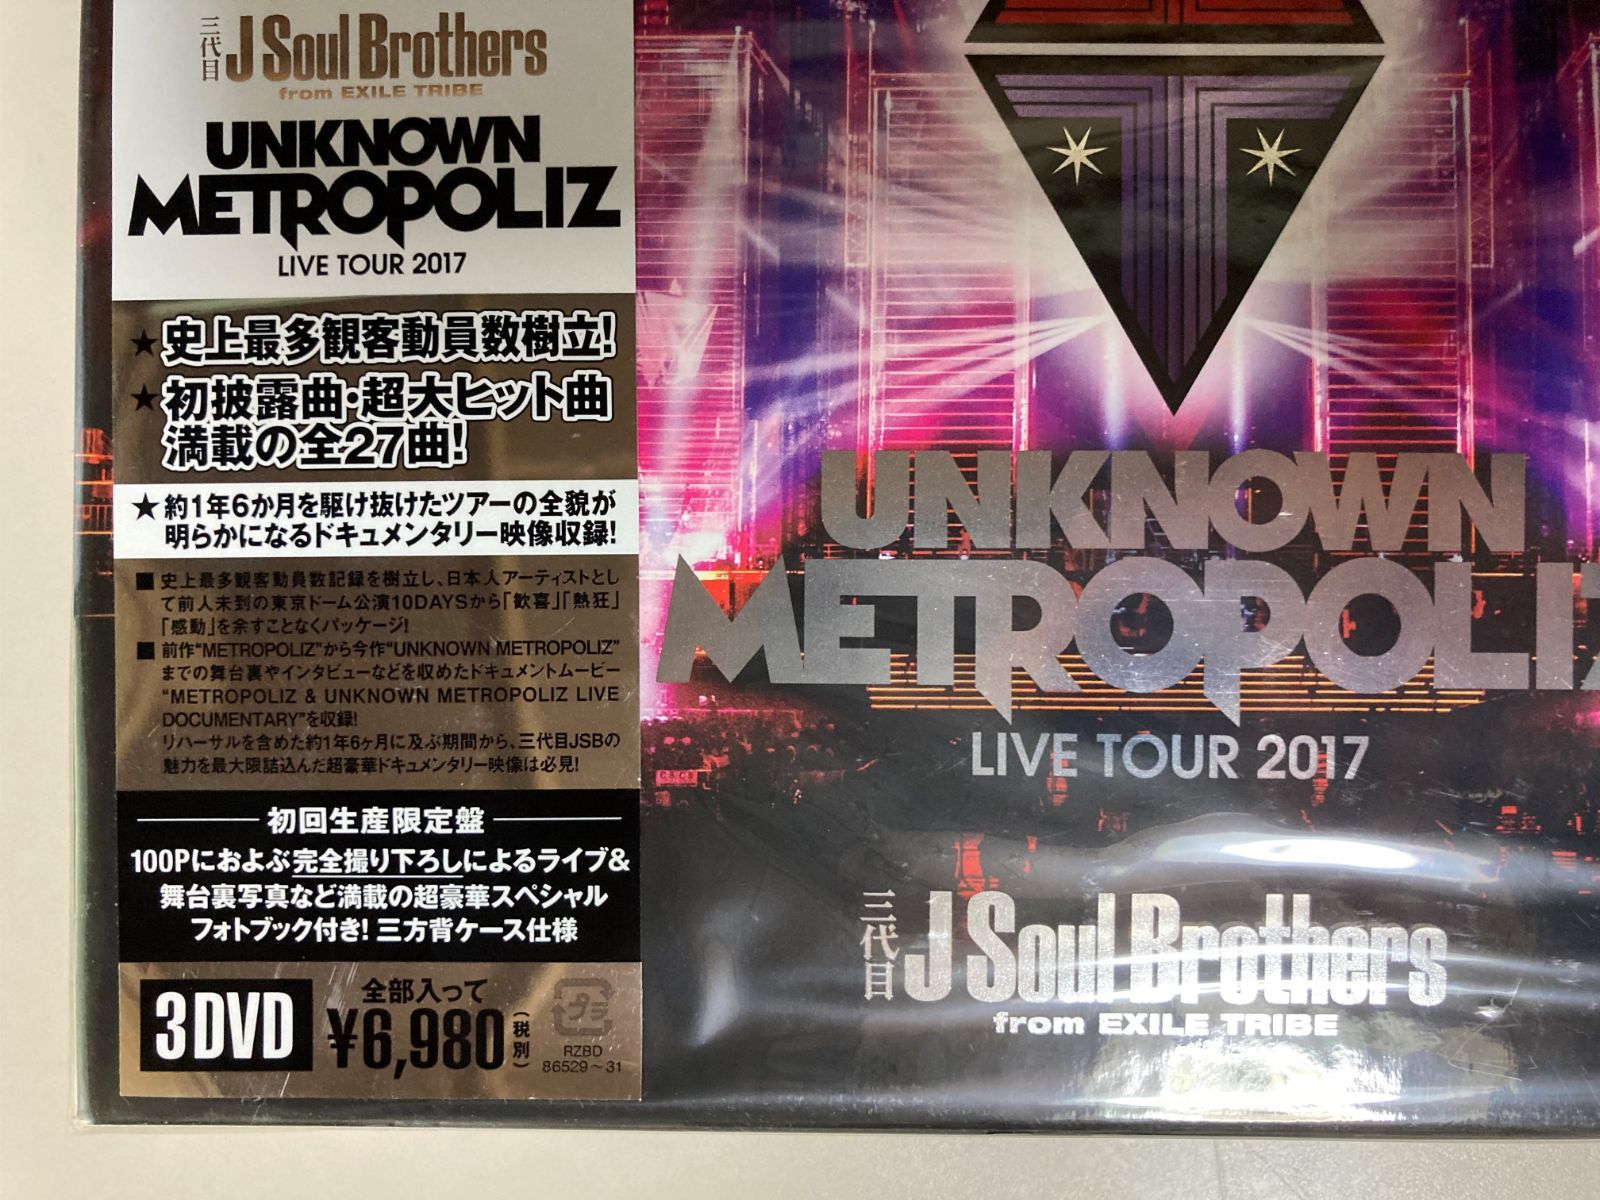 三代目
J Soul Brothers
from EXILE TRIBE
UNKNOWN
METROPOLIZ
LIVE TOUR 2017
★史上最多観客動員数樹立!
★初披露曲・超大ヒット曲
満載の全27曲!
★約1年6か月を駆け抜けたツアーの全貌が
明らかになるドキュメンタリー映像収録!
■史上最多観客動員数記録を樹立し、日本人アーティストとし
て前人未到の東京ドーム公演10DAYSから「歓喜」「熱狂」
「感動」を余すことなくパッケージ!
■前作“METROPOLIZ”から今作“UNKNOWN METROPOLIZ”
までの舞台裏やインタビューなどを収めたドキュメントムービー
“METROPOLIZ & UNKNOWN METROPOLIZ LIVE
DOCUMENTARY”を収録!
リハーサルを含めた約1年6ヶ月に及ぶ期間から、三代目JSBの
魅力を最大限詰込んだ超豪華ドキュメンタリー映像は必見!
初回生産限定盤
100Pにおよぶ完全撮り下ろしによるライブ&
舞台裏写真など満載の超豪華スペシャル
フォトブック付き! 三方背ケース仕様
3DVD
全部入って
¥6,980(税別)
プラ
RZBD
86529〜31
UNKNOWN
METROPOLIZ
LIVE TOUR 2017
三代目
J Soul Brothers
from EXILE TRIBE